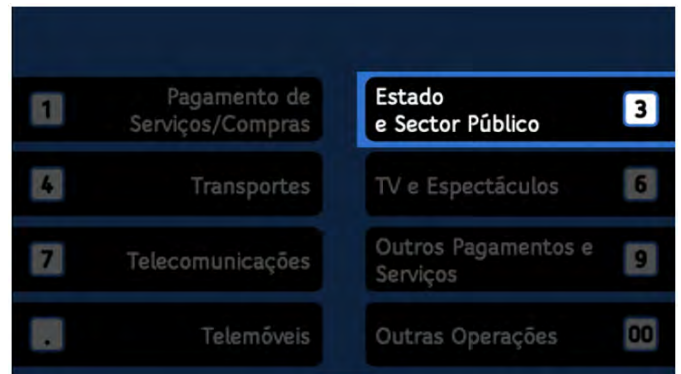 1
Pagamento de
Serviços/Compras
Estado
e Sector Público
3
4
Transportes
TV e Espectáculos
6
7
Telecomunicações
Outros Pagamentos e
Serviços
9
.
Telemóveis
Outras Operações
00